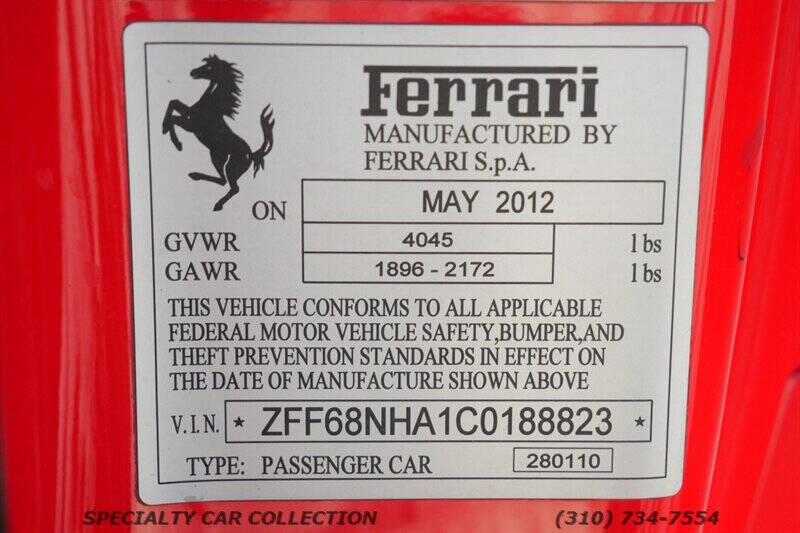 Ferrari
MANUFACTURED BY
FERRARI S.p.A.
ON MAY 2012
GVWR 4045 lbs
GAWR 1896 - 2172 lbs
THIS VEHICLE CONFORMS TO ALL APPLICABLE
FEDERAL MOTOR VEHICLE SAFETY,BUMPER,AND
THEFT PREVENTION STANDARDS IN EFFECT ON
THE DATE OF MANUFACTURE SHOWN ABOVE
V.I.N. * ZFF68NHA1C0188823 *
TYPE: PASSENGER CAR 280110
SPECIALTY CAR COLLECTION (310) 734-7554